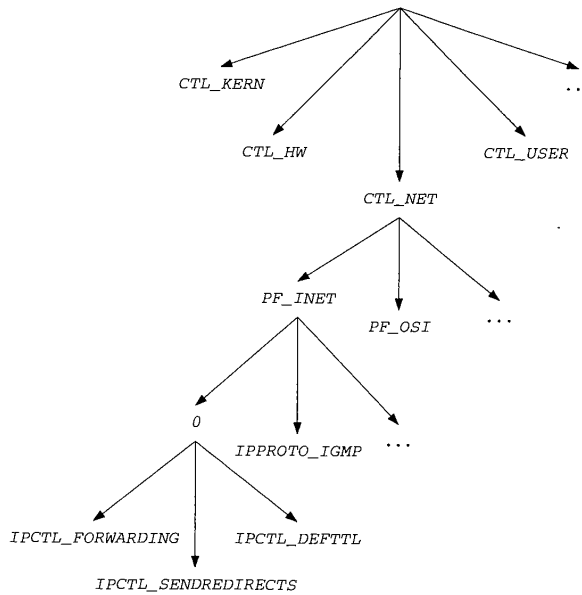 CTL_KERN
..
CTL_HW
CTL_USER
CTL_NET
PF_INET
PF_OSI
...
0
IPPROTO_IGMP
...
IPCTL_FORWARDING
IPCTL_DEFTTL
IPCTL_SENDREDIRECTS